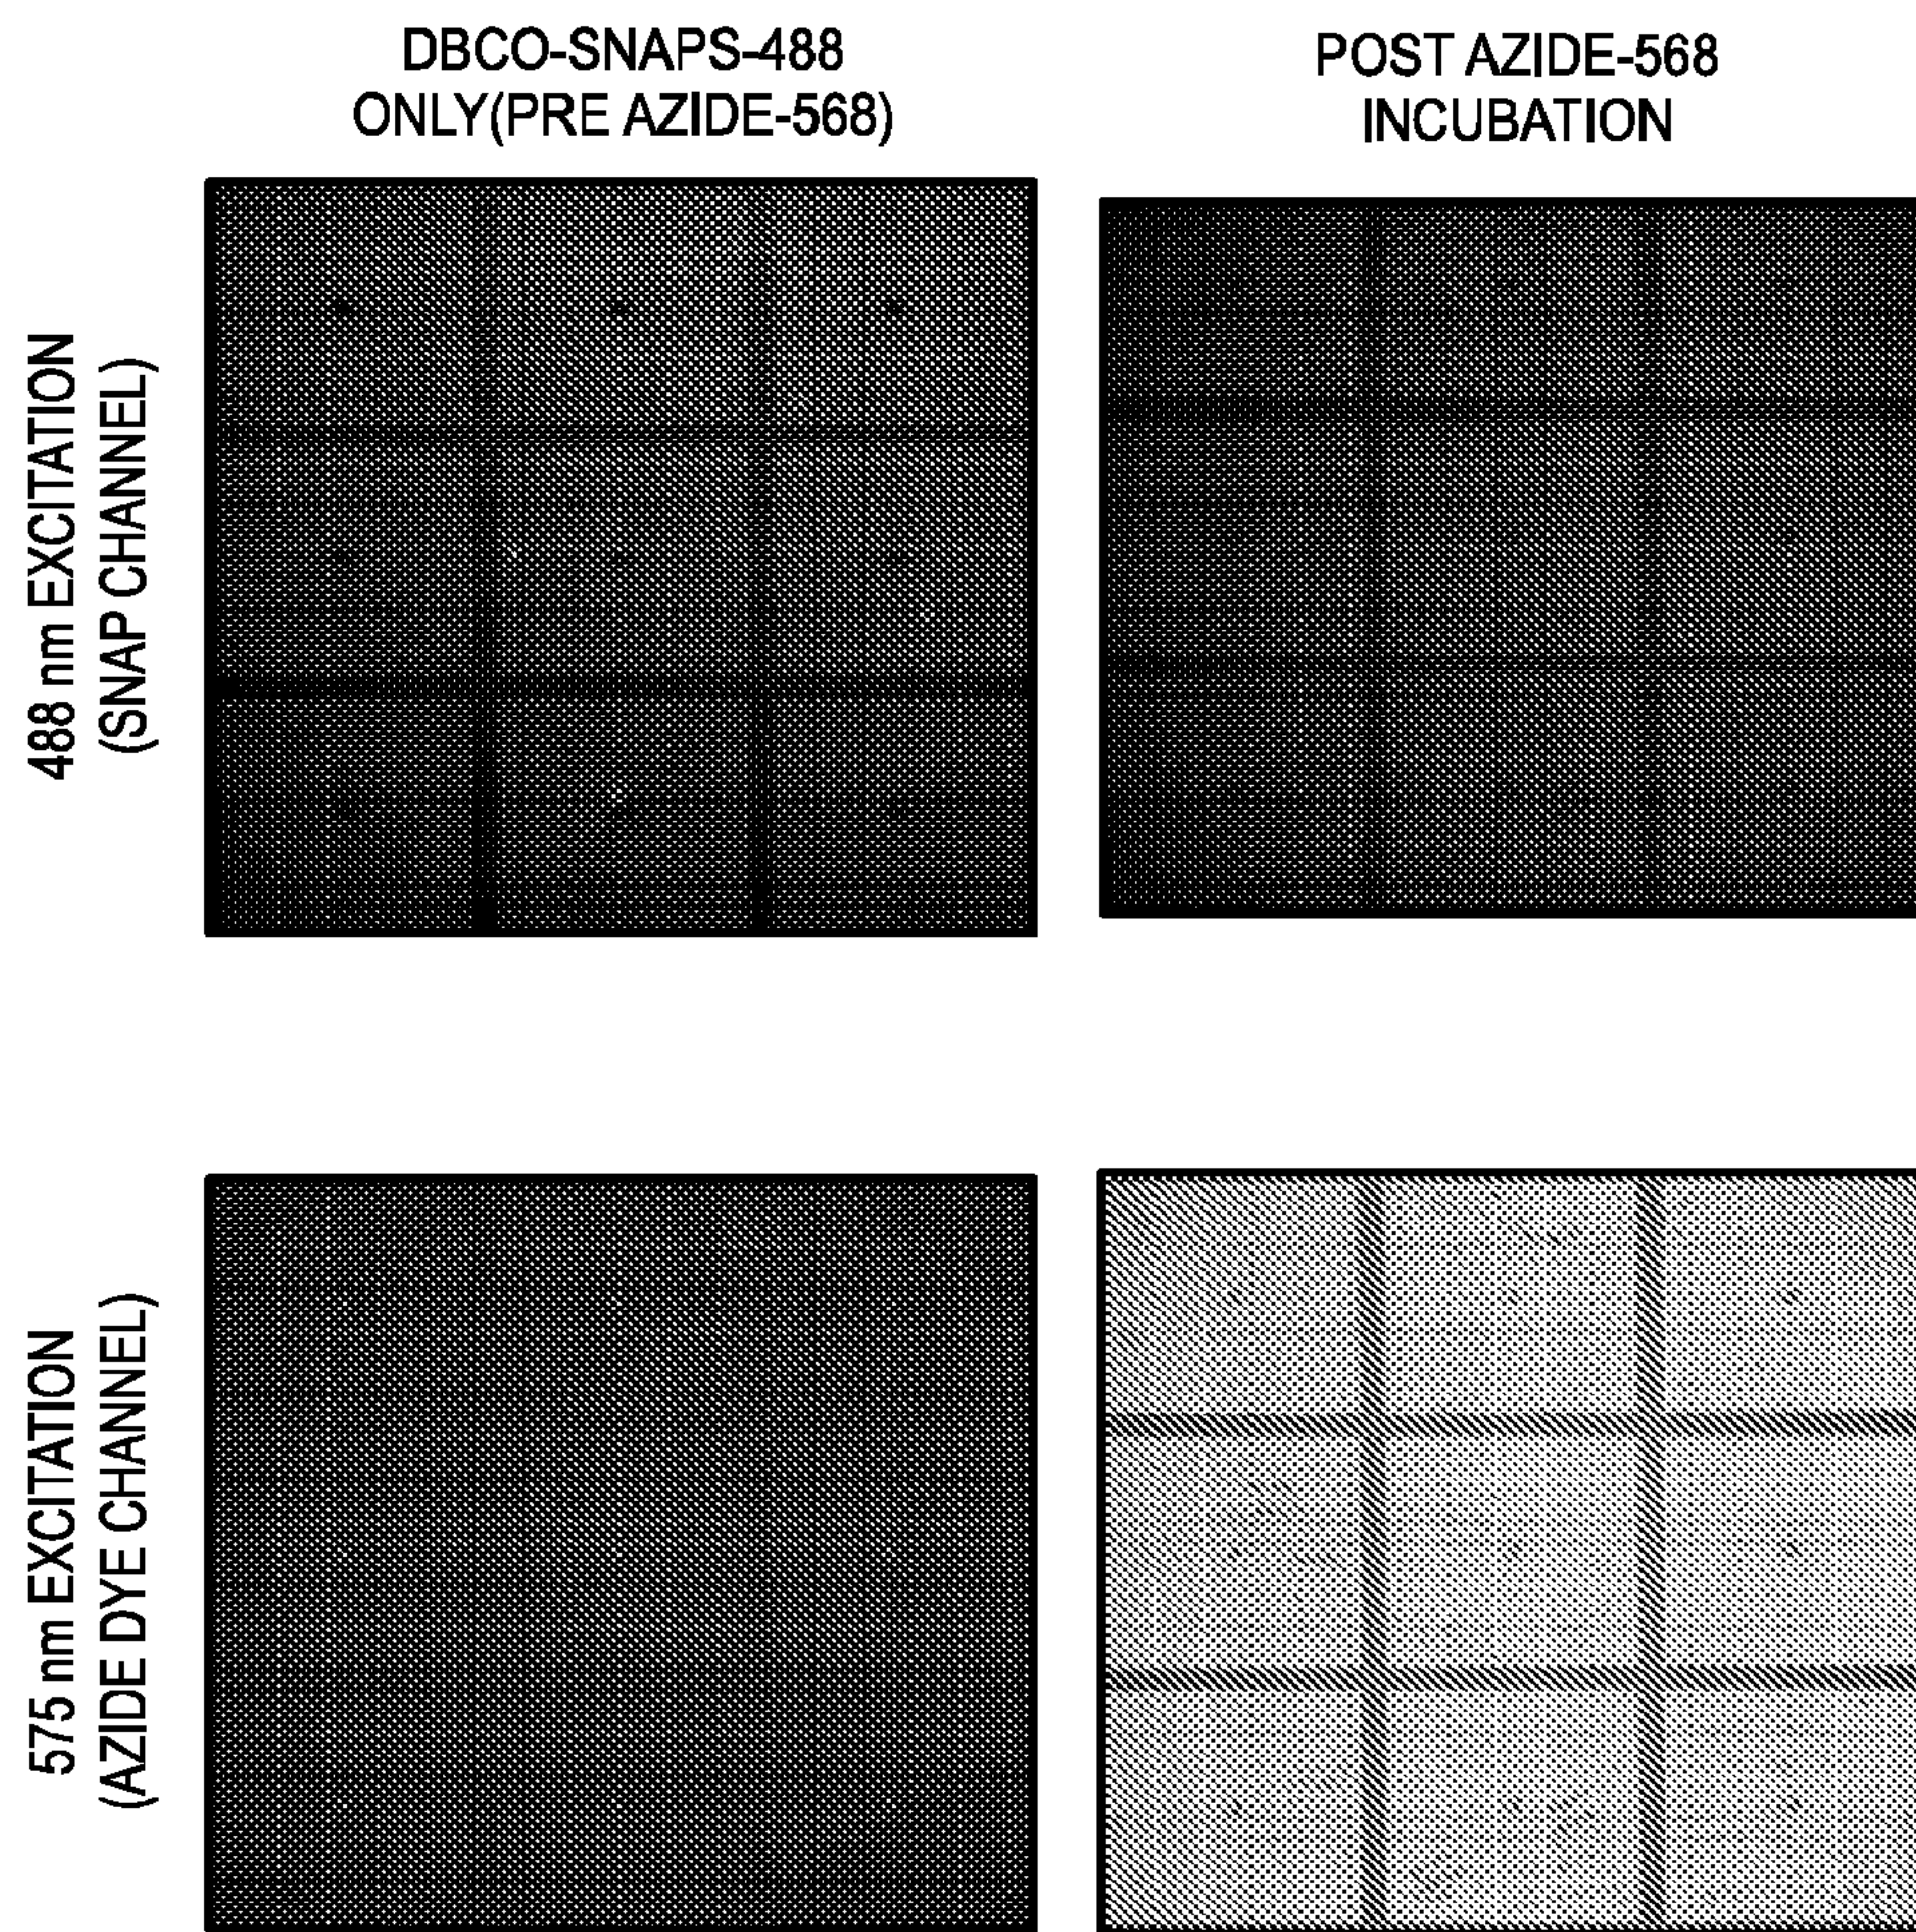 DBCO-SNAPS-488
ONLY(PRE AZIDE-568)
POST AZIDE-568
INCUBATION
488 nm EXCITATION
(SNAP CHANNEL)
575 nm EXCITATION
(AZIDE DYE CHANNEL)